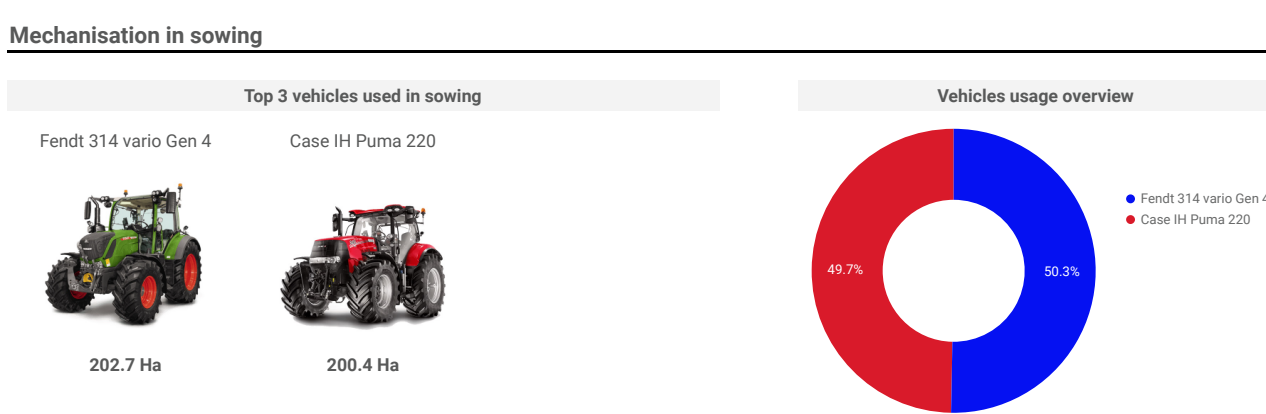 Mechanisation in sowing
Top 3 vehicles used in sowing
Fendt 314 vario Gen 4
Case IH Puma 220
202.7 Ha
200.4 Ha
Vehicles usage overview
49.7%
50.3%
Fendt 314 vario Gen 4
Case IH Puma 220